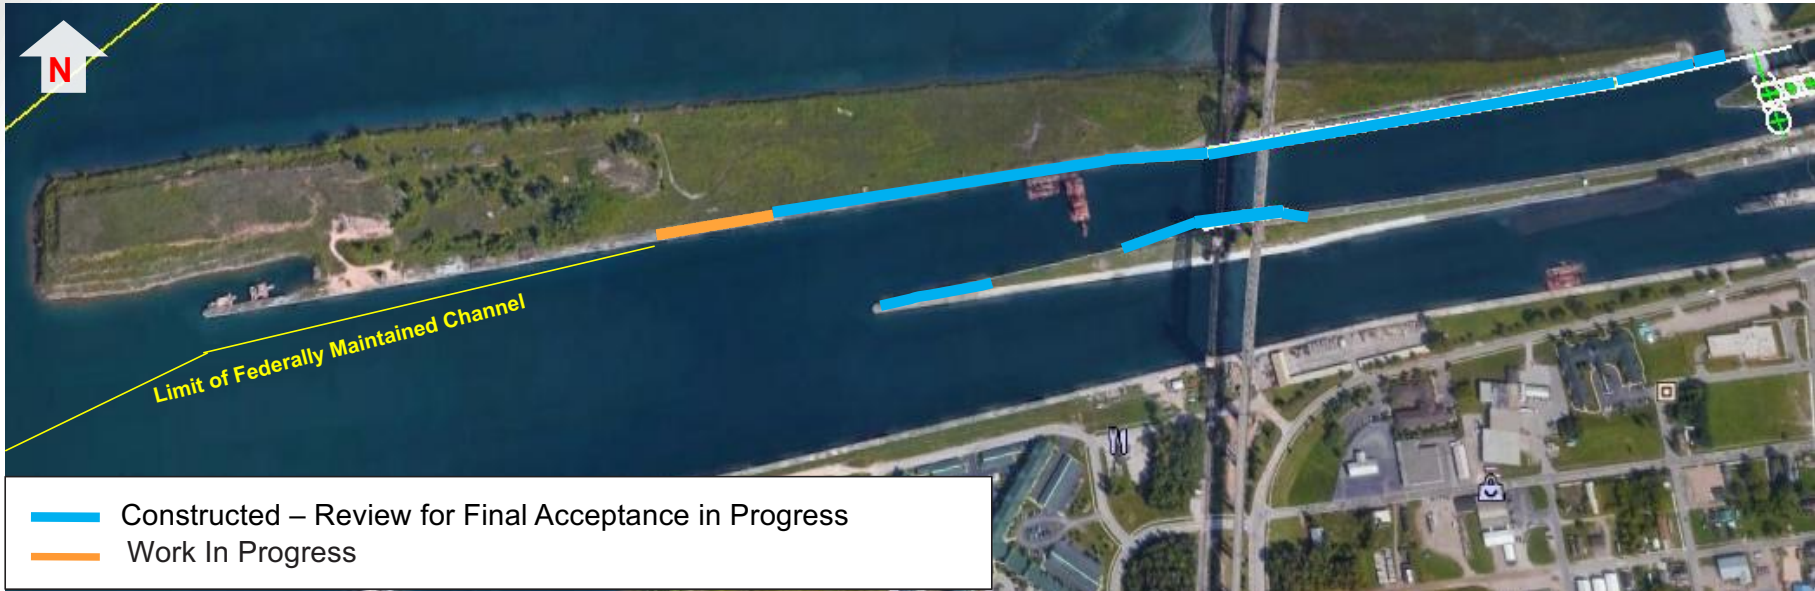 N
Limit of Federally Maintained Channel
Constructed – Review for Final Acceptance in Progress
Work In Progress